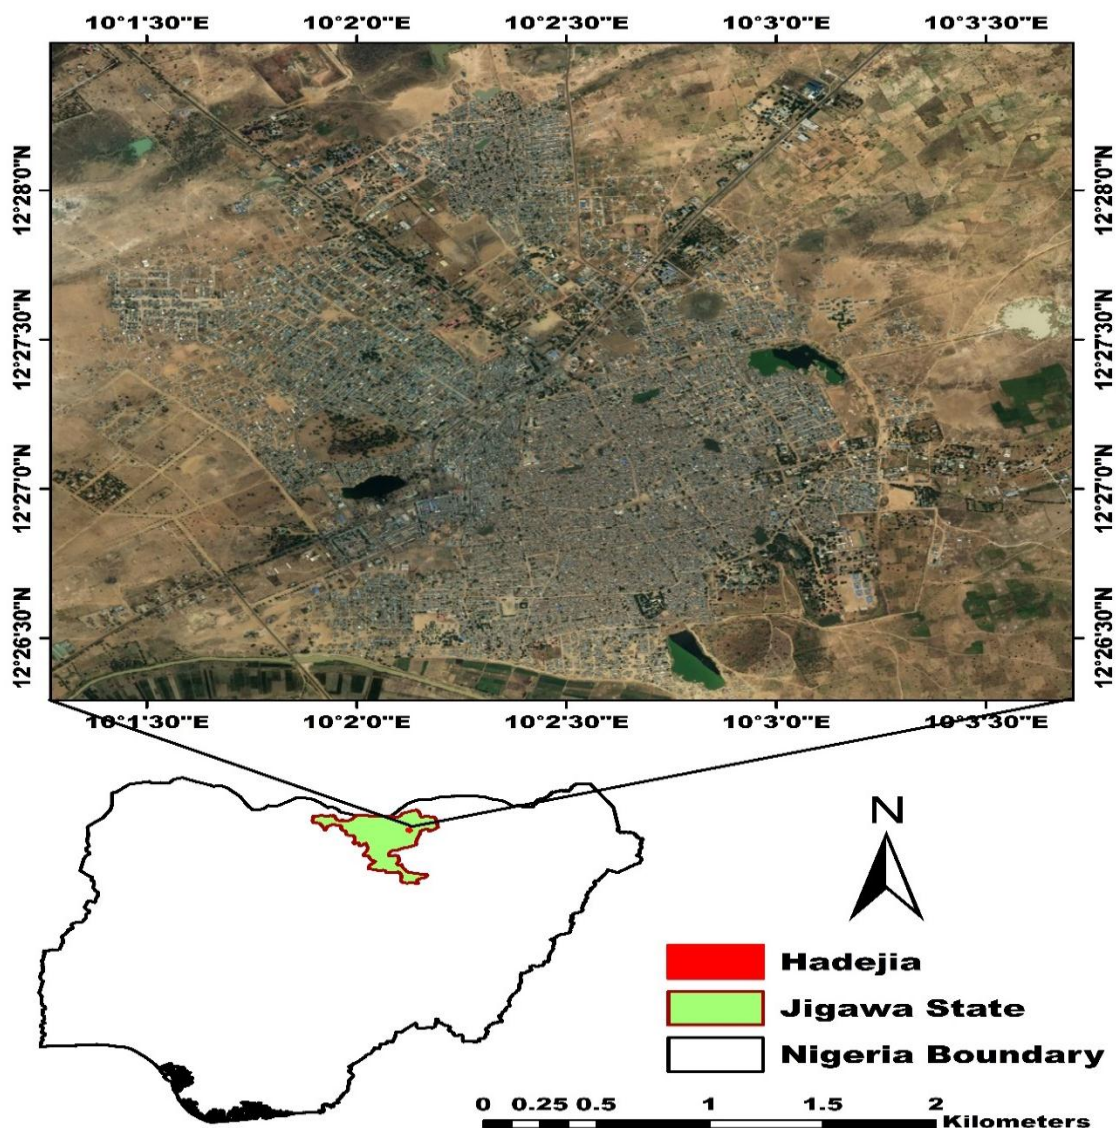 10°1'30"E 10°2'0"E 10°2'30"E 10°3'0"E 10°3'30"E
12°28'0"N 12°28'0"N
12°27'30"N 12°27'30"N
12°27'0"N 12°27'0"N
12°26'30"N 12°26'30"N
10°1'30"E 10°2'0"E 10°2'30"E 10°3'0"E 10°3'30"E
N
Hadejia
Jigawa State
Nigeria Boundary
0 0.25 0.5 1 1.5 2
Kilometers